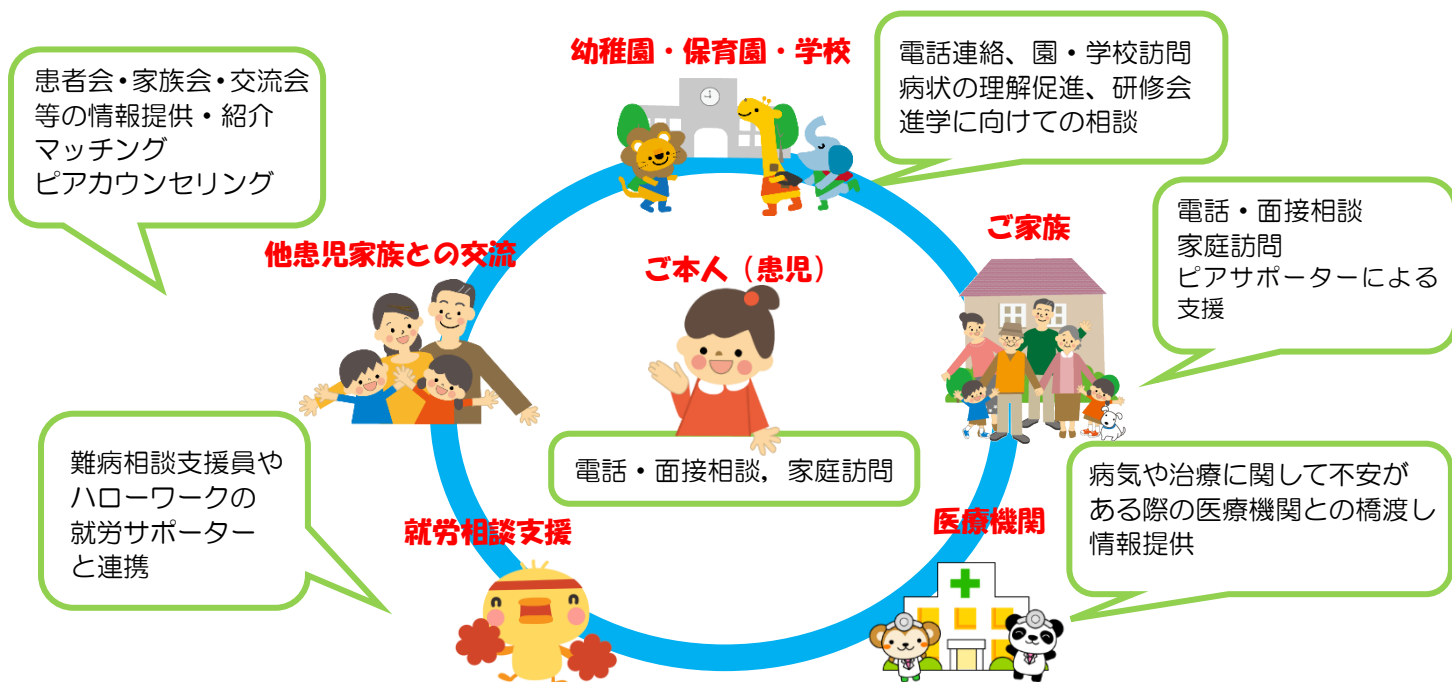 幼稚園・保育園・学校
患者会・家族会・交流会
等の情報提供・紹介
マッチング
ピアカウンセリング
電話連絡、園・学校訪問
病状の理解促進、研修会
進学に向けての相談
他患児家族との交流
ご本人（患児）
ご家族
電話・面接相談
家庭訪問
ピアサポーターによる
支援
電話・面接相談，家庭訪問
難病相談支援員や
ハローワークの
就労サポーター
と連携
就労相談支援
医療機関
病気や治療に関して不安が
ある際の医療機関との橋渡し
情報提供